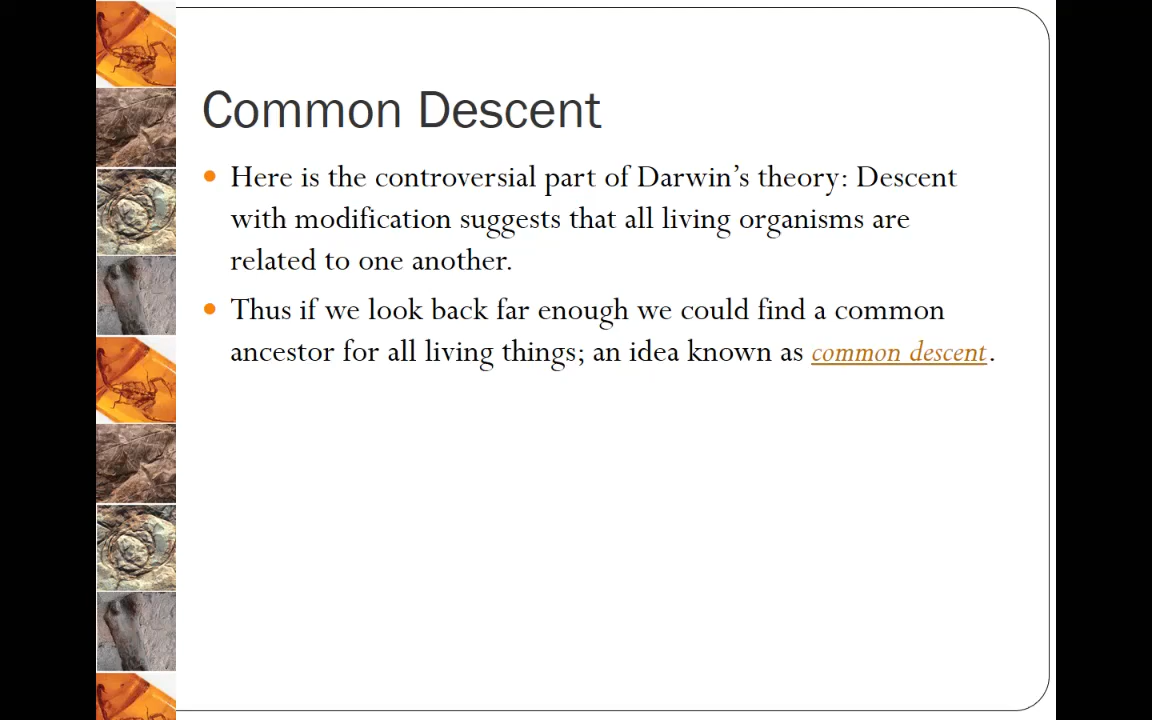 Common Descent
Here is the controversial part of Darwin’s theory: Descent
with modification suggests that all living organisms are
related to one another.
Thus if we look back far enough we could find a common
ancestor for all living things; an idea known as common descent.